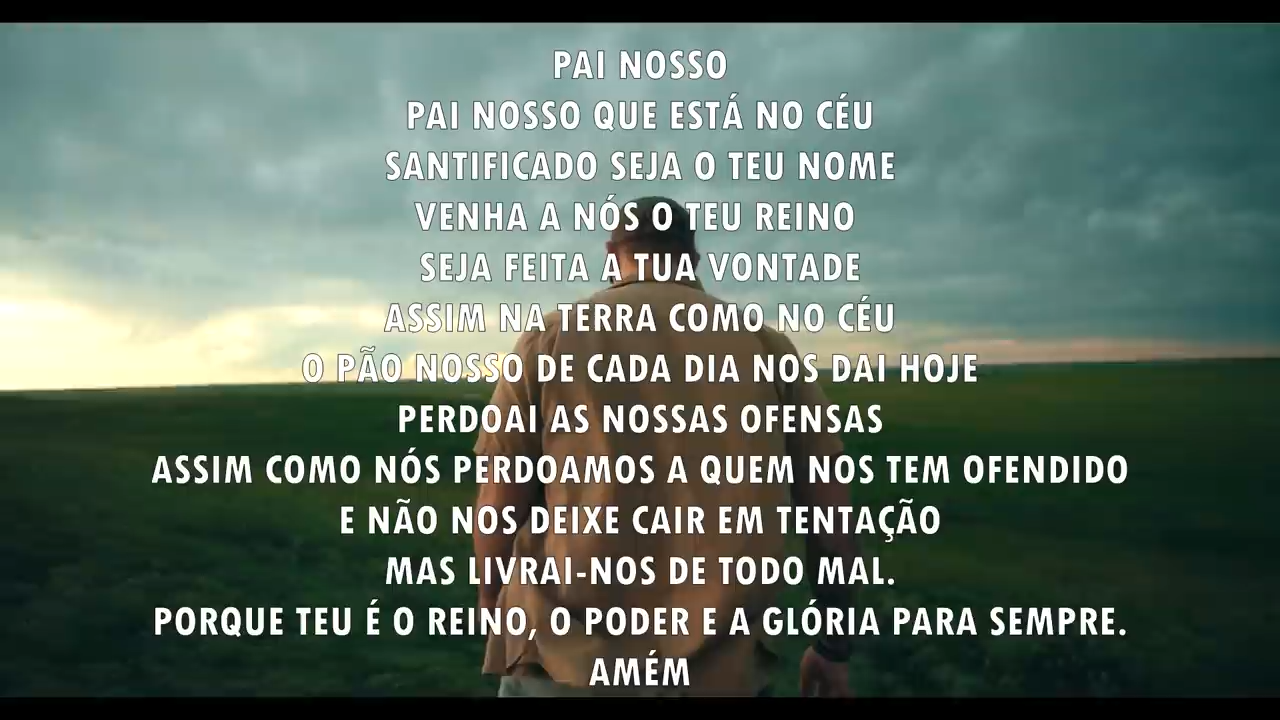 PAI NOSSO
PAI NOSSO QUE ESTÁ NO CÉU
SANTIFICADO SEJA O TEU NOME
VENHA A NÓS O TEU REINO
SEJA FEITA A TUA VONTADE
ASSIM NA TERRA COMO NO CÉU
O PÃO NOSSO DE CADA DIA NOS DAI HOJE
PERDOAI AS NOSSAS OFENSAS
ASSIM COMO NÓS PERDOAMOS A QUEM NOS TEM OFENDIDO
E NÃO NOS DEIXE CAIR EM TENTAÇÃO
MAS LIVRAI-NOS DE TODO MAL.
PORQUE TEU É O REINO, O PODER E A GLÓRIA PARA SEMPRE.
AMÉM